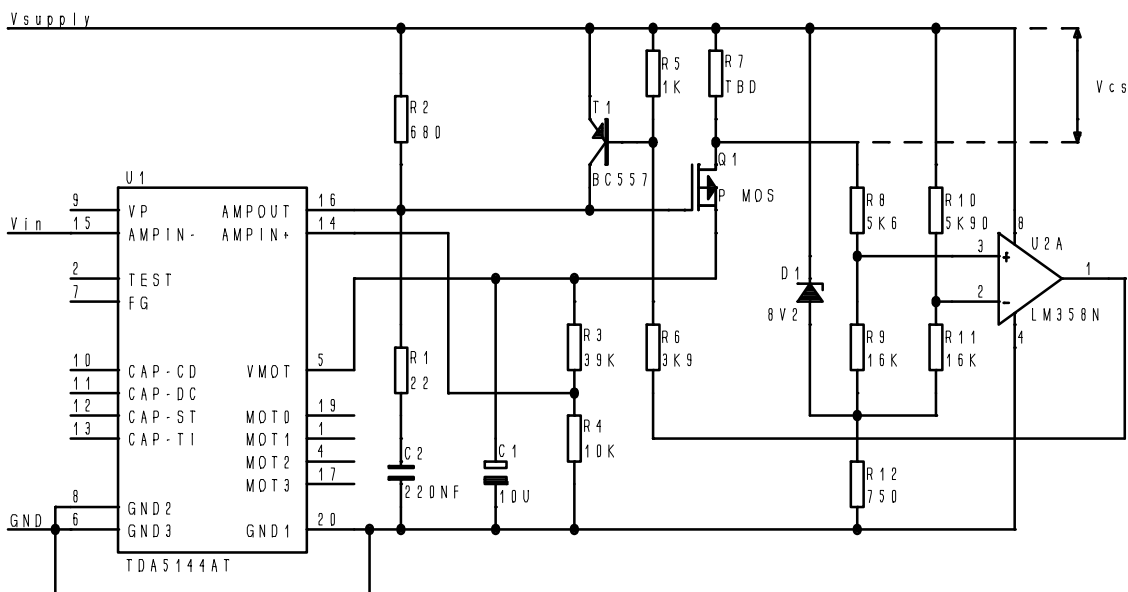 Vsupply
R5
1K
R7
TBD
Vcs
R2
680
T1
BC557
Q1
P MOS
U1
R8
5K6
R10
5K90
8
Vin
9
VP
AMPOUT
16
15
AMPIN-
AMPIN+
14
3
U2A
+
1
2
TEST
7
FG
D1
8V2
2
-
LM358N
R3
39K
R6
3K9
R9
16K
R11
16K
4
10
CAP-CD
VMOT
5
R1
22
11
CAP-DC
12
CAP-ST
MOT0
19
R4
10K
13
CAP-TI
MOT1
1
MOT2
4
MOT3
17
C2
220NF
C1
10U
R12
750
8
GND2
GND
6
GND3
GND1
20
TDA5144AT